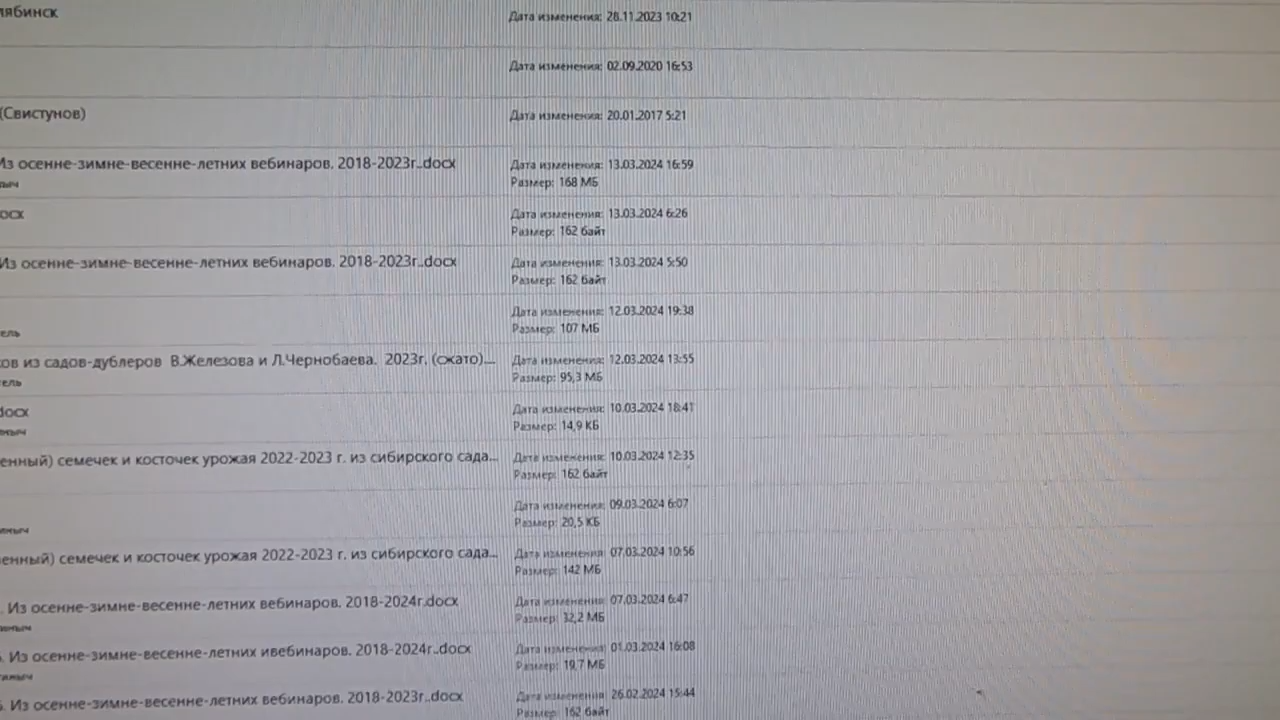 лябинск
Дата изменения: 28.11.2023 10:21
Дата изменения: 02.09.2020 16:53
(Свистунов)
Дата изменения: 20.01.2017 5:21
Из осенне-зимне-весенне-летних вебинаров. 2018-2023г..docx
Дата изменения: 13.03.2024 16:59
Размер: 168 МБ
ocx
Дата изменения: 13.03.2024 6:26
Размер: 162 байт
Из осенне-зимне-весенне-летних вебинаров. 2018-2023г..docx
Дата изменения: 13.03.2024 5:50
Размер: 162 байт
Дата изменения: 12.03.2024 19:38
ель
Размер: 107 МБ
ов из садов-дублеров В.Железова и Л.Чернобаева. 2023г. (сжато)....
Дата изменения: 12.03.2024 13:55
тель
Размер: 95,3 МБ
docx
Дата изменения: 10.03.2024 18:41
Размер: 14,9 КБ
енный) семечек и косточек урожая 2022-2023 г. из сибирского сада...
Дата изменения: 10.03.2024 12:35
Размер: 162 байт
Дата изменения: 09.03.2024 6:07
Размер: 20,5 КБ
енный) семечек и косточек урожая 2022-2023 г. из сибирского сада...
Дата изменения: 07.03.2024 10:56
Размер: 142 МБ
. Из осенне-зимне-весенне-летних вебинаров. 2018-2024г.docx
Дата изменения: 07.03.2024 6:47
Размер: 32,2 МБ
. Из осенне-зимне-весенне-летних ивебинаров. 2018-2024г..docx
Дата изменения: 01.03.2024 16:08
Размер: 19,7 МБ
. Из осенне-зимне-весенне-летних вебинаров. 2018-2023г..docx
Дата изменения: 26.02.2024 15:44
Размер: 162 байт